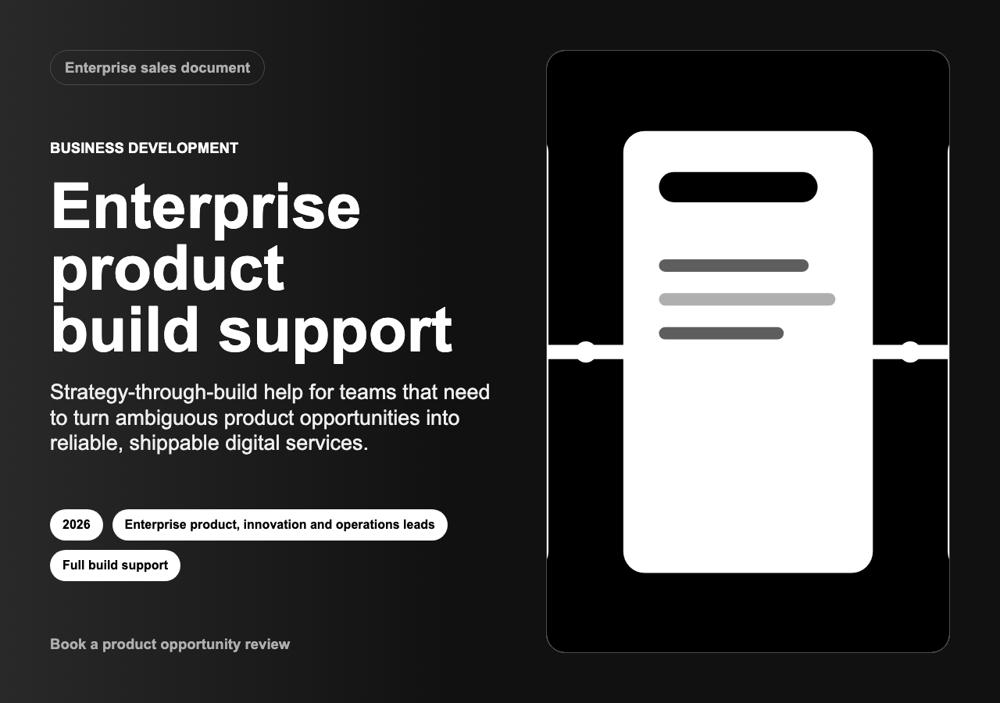 Enterprise sales document
BUSINESS DEVELOPMENT
Enterprise
product
build support
Strategy-through-build help for teams that need
to turn ambiguous product opportunities into
reliable, shippable digital services.
2026
Enterprise product, innovation and operations leads
Full build support
Book a product opportunity review